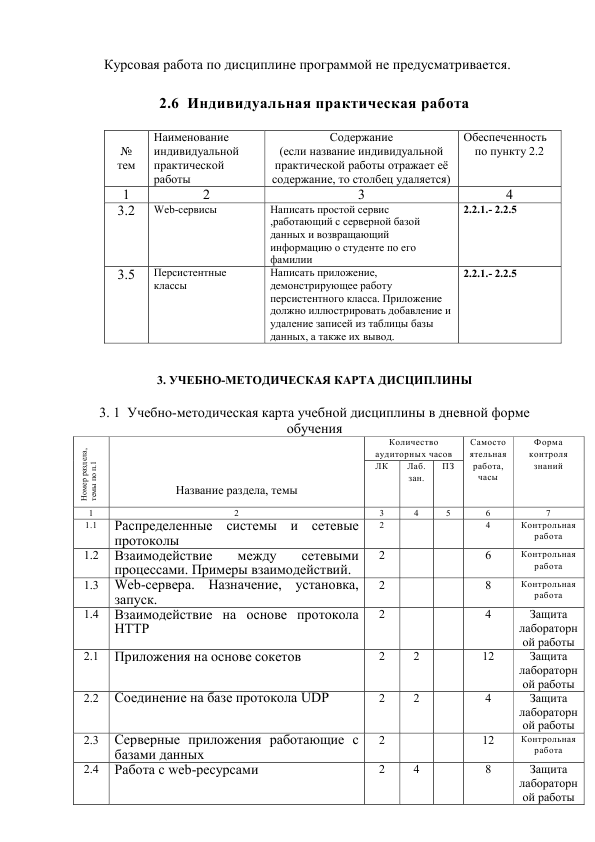 Курсовая работа по дисциплине программой не предусматривается.
2.6 Индивидуальная практическая работа
№
тем
Наименование
индивидуальной
практической
работы
Содержание
(если название индивидуальной
практической работы отражает её
содержание, то столбец удаляется)
Обеспеченность
по пункту 2.2
1 2 3 4
3.2
Web-сервисы
Написать простой сервис
,работающий с серверной базой
данных и возвращающий
информацию о студенте по его
фамилии
2.2.1.- 2.2.5
3.5
Персистентные
классы
Написать приложение,
демонстрирующее работу
персистентного класса. Приложение
должно иллюстрировать добавление и
удаление записей из таблицы базы
данных, а также их вывод.
2.2.1.- 2.2.5
3. УЧЕБНО-МЕТОДИЧЕСКАЯ КАРТА ДИСЦИПЛИНЫ
3. 1 Учебно-методическая карта учебной дисциплины в дневной форме
обучения
Номер раздела,
темы по п.1
Название раздела, темы
Количество
аудиторных часов
ЛК
Лаб.
зан.
ПЗ
Самосто
ятельная
работа,
часы
Форма
контроля
знаний
1 2 3 4 5 6 7
1.1
Распределенные системы и сетевые
протоколы
2 4
Контрольная
работа
1.2
Взаимодействие между сетевыми
процессами. Примеры взаимодействий.
2 6
Контрольная
работа
1.3
Web-сервера. Назначение, установка,
запуск.
2 8
Контрольная
работа
1.4
Взаимодействие на основе протокола
HTTP
2 4
Защита
лабораторн
ой работы
2.1
Приложения на основе сокетов
2 2 12
Защита
лабораторн
ой работы
2.2
Соединение на базе протокола UDP
2 2 4
Защита
лабораторн
ой работы
2.3
Серверные приложения работающие с
базами данных
2 12
Контрольная
работа
2.4
Работа с web-ресурсами
2 4 8
Защита
лабораторн
ой работы